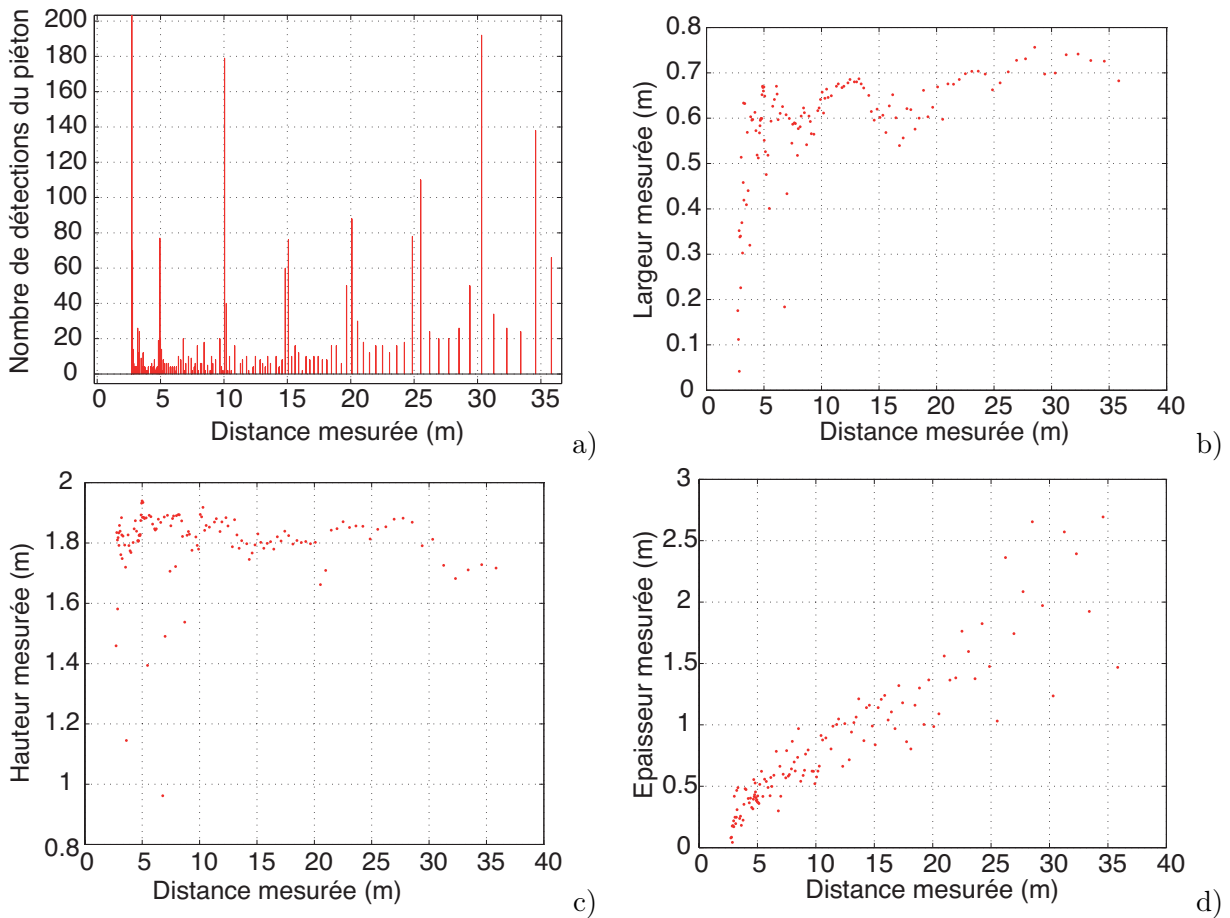 Nombre de détections du piéton
200
180
160
140
120
100
80
60
40
20
0
0 5 10 15 20 25 30 35
Distance mesurée (m)
a)
Largeur mesurée (m)
0.8
0.7
0.6
0.5
0.4
0.3
0.2
0.1
0
0 5 10 15 20 25 30 35 40
Distance mesurée (m)
b)
Hauteur mesurée (m)
2
1.8
1.6
1.4
1.2
1
0.8
0 5 10 15 20 25 30 35 40
Distance mesurée (m)
c)
Epaisseur mesurée (m)
3
2.5
2
1.5
1
0.5
0
0 5 10 15 20 25 30 35 40
Distance mesurée (m)
d)